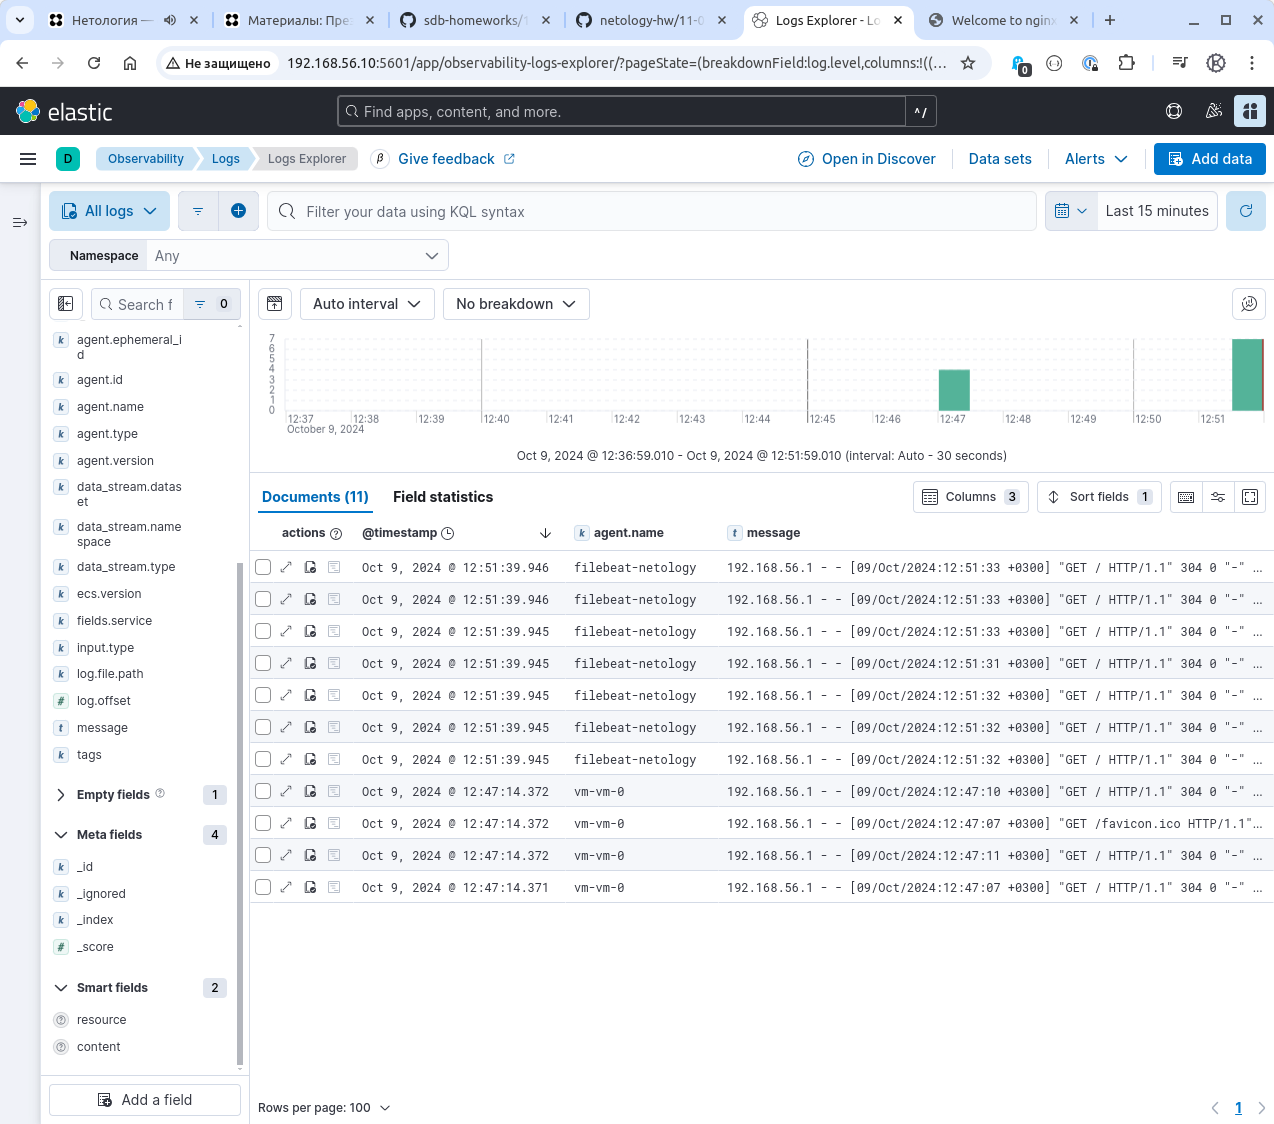 Нетология —
Материалы: Пре
sdb-homeworks/1
netology-hw/11-0
Logs Explorer - Lo
Welcome to nginx
Не защищено
192.168.56.10:5601/app/observability-logs-explorer/?pageState=(breakdownField:log.level,columns:!((…
0
elastic
Find apps, content, and more.
^/
D
Observability
Logs
Logs Explorer
β
Give feedback
Open in Discover
Data sets
Alerts
Add data
All logs
Filter your data using KQL syntax
Last 15 minutes
Namespace
Any
Search f
0
Auto interval
No breakdown
k agent.ephemeral_i
d
k agent.id
k agent.name
k agent.type
k agent.version
k data_stream.datas
et
k data_stream.name
space
k data_stream.type
k ecs.version
k fields.service
k input.type
k log.file.path
# log.offset
t message
k tags
Empty fields 1
Meta fields 4
k _id
k _ignored
k _index
# _score
Smart fields 2
resource
content
Add a field
7
6
5
4
3
2
1
0
12:37 12:38 12:39 12:40 12:41 12:42 12:43 12:44 12:45 12:46 12:47 12:48 12:49 12:50 12:51
October 9, 2024
Oct 9, 2024 @ 12:36:59.010 - Oct 9, 2024 @ 12:51:59.010 (interval: Auto - 30 seconds)
Documents (11)
Field statistics
Columns 3
Sort fields 1
actions @timestamp k agent.name t message
Oct 9, 2024 @ 12:51:39.946 filebeat-netology 192.168.56.1 - - [09/Oct/2024:12:51:33 +0300] "GET / HTTP/1.1" 304 0 "-" …
Oct 9, 2024 @ 12:51:39.946 filebeat-netology 192.168.56.1 - - [09/Oct/2024:12:51:33 +0300] "GET / HTTP/1.1" 304 0 "-" …
Oct 9, 2024 @ 12:51:39.945 filebeat-netology 192.168.56.1 - - [09/Oct/2024:12:51:33 +0300] "GET / HTTP/1.1" 304 0 "-" …
Oct 9, 2024 @ 12:51:39.945 filebeat-netology 192.168.56.1 - - [09/Oct/2024:12:51:31 +0300] "GET / HTTP/1.1" 304 0 "-" …
Oct 9, 2024 @ 12:51:39.945 filebeat-netology 192.168.56.1 - - [09/Oct/2024:12:51:32 +0300] "GET / HTTP/1.1" 304 0 "-" …
Oct 9, 2024 @ 12:51:39.945 filebeat-netology 192.168.56.1 - - [09/Oct/2024:12:51:32 +0300] "GET / HTTP/1.1" 304 0 "-" …
Oct 9, 2024 @ 12:51:39.945 filebeat-netology 192.168.56.1 - - [09/Oct/2024:12:51:32 +0300] "GET / HTTP/1.1" 304 0 "-" …
Oct 9, 2024 @ 12:47:14.372 vm-vm-0 192.168.56.1 - - [09/Oct/2024:12:47:10 +0300] "GET / HTTP/1.1" 304 0 "-" …
Oct 9, 2024 @ 12:47:14.372 vm-vm-0 192.168.56.1 - - [09/Oct/2024:12:47:07 +0300] "GET /favicon.ico HTTP/1.1"…
Oct 9, 2024 @ 12:47:14.372 vm-vm-0 192.168.56.1 - - [09/Oct/2024:12:47:11 +0300] "GET / HTTP/1.1" 304 0 "-" …
Oct 9, 2024 @ 12:47:14.371 vm-vm-0 192.168.56.1 - - [09/Oct/2024:12:47:07 +0300] "GET / HTTP/1.1" 304 0 "-" …
Rows per page: 100
1